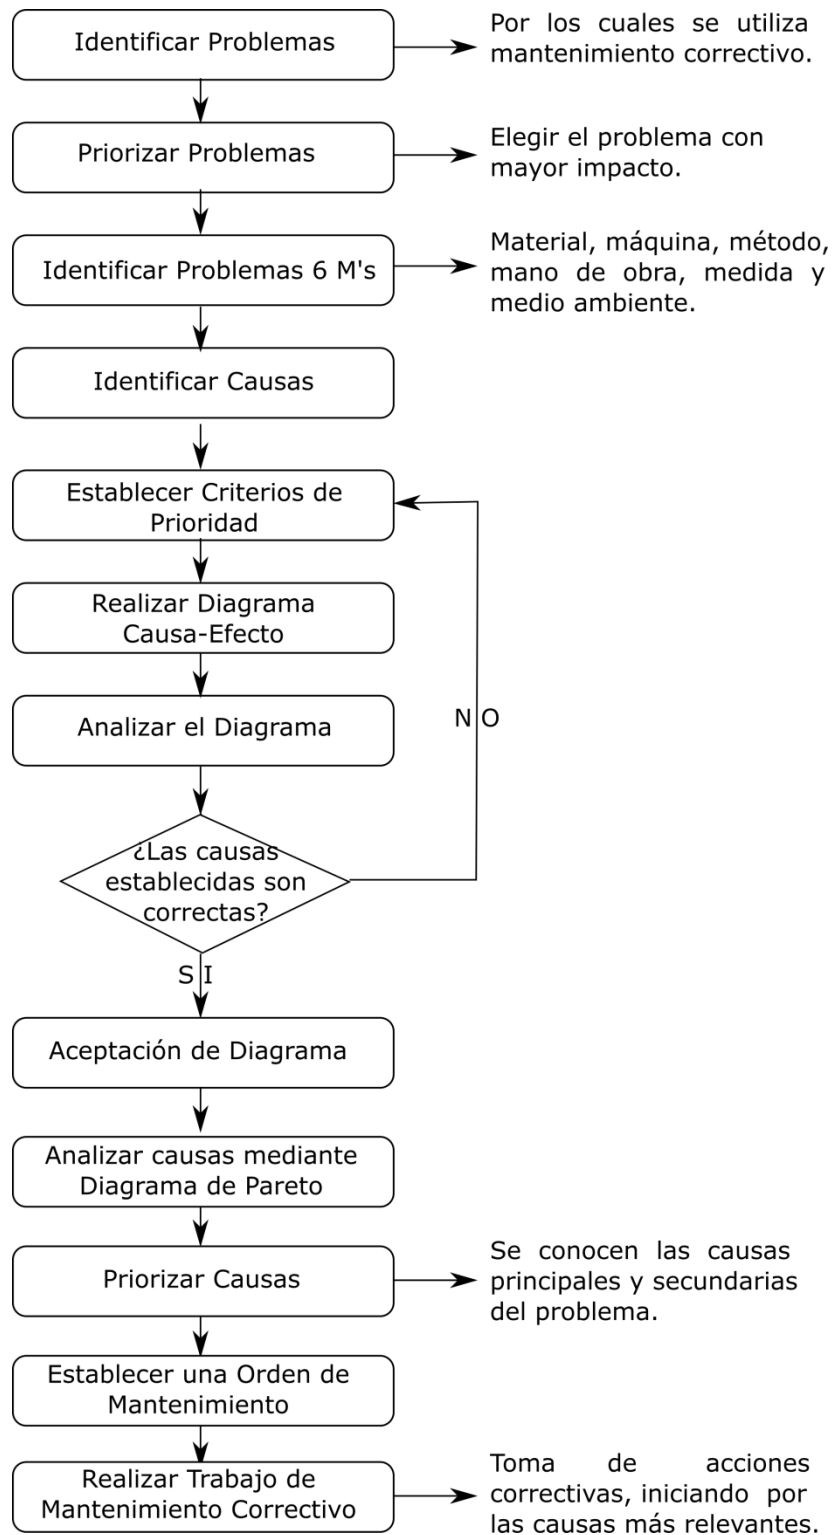 Identificar Problemas
Por los cuales se utiliza
mantenimiento correctivo.
Priorizar Problemas
Elegir el problema con
mayor impacto.
Identificar Problemas 6 M's
Material, máquina, método,
mano de obra, medida y
medio ambiente.
Identificar Causas
Establecer Criterios de
Prioridad
Realizar Diagrama
Causa-Efecto
Analizar el Diagrama
NO
¿Las causas
establecidas son
correctas?
SI
Aceptación de Diagrama
Analizar causas mediante
Diagrama de Pareto
Priorizar Causas
Se conocen las causas
principales y secundarias
del problema.
Establecer una Orden de
Mantenimiento
Realizar Trabajo de
Mantenimiento Correctivo
Toma de acciones
correctivas, iniciando por
las causas más relevantes.